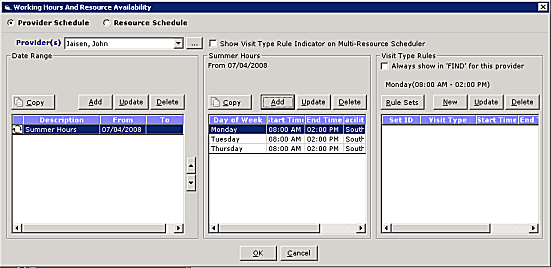 Working Hours And Resource Availability
Provider Schedule Resource Schedule
Provider(s) Jaisen, John ... Show Visit Type Rule Indicator on Multi-Resource Scheduler
Date Range
Copy Add Update Delete
Description From To
Summer Hours 07/04/2008
Summer Hours
From 07/04/2008
Copy Add Update Delete
Day of Week Start Time End Time Facilit
Monday 08:00 AM 02:00 PM South
Tuesday 08:00 AM 02:00 PM South
Thursday 08:00 AM 02:00 PM South
Visit Type Rules
Always show in 'FIND' for this provider
Monday(08:00 AM - 02:00 PM)
Rule Sets New Update Delete
Set ID Visit Type Start Time End T
OK Cancel